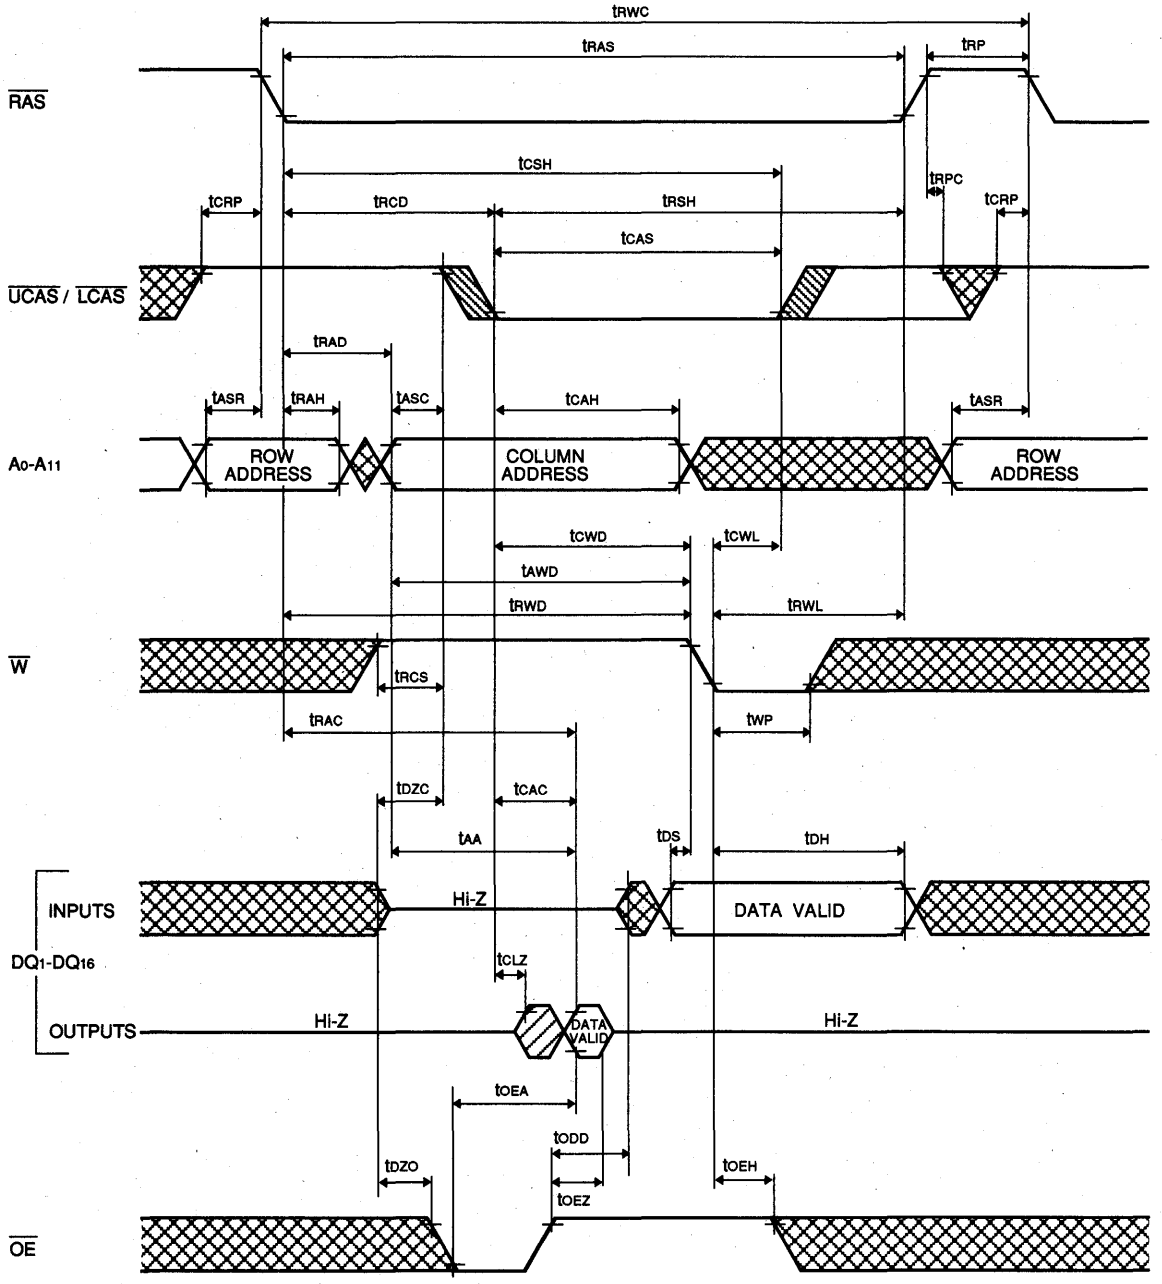 tRWC
tRAS
tRP
RAS
tCSH
tRPC
tCRP
tRCD
tRSH
tCRP
tCAS
UCAS / LCAS
tRAD
tASR
tRAH
tASC
tCAH
tASR
A0-A11
ROW
ADDRESS
COLUMN
ADDRESS
ROW
ADDRESS
tCWD
tCWL
tAWD
tRWD
tRWL
W
tRCS
tRAC
tWP
tDZC
tCAC
tAA
tDS
tDH
INPUTS
Hi-Z
DATA VALID
DQ1-DQ16
tCLZ
OUTPUTS
Hi-Z
DATA
VALID
Hi-Z
tOEA
tODD
tDZO
tOEZ
tOEH
OE